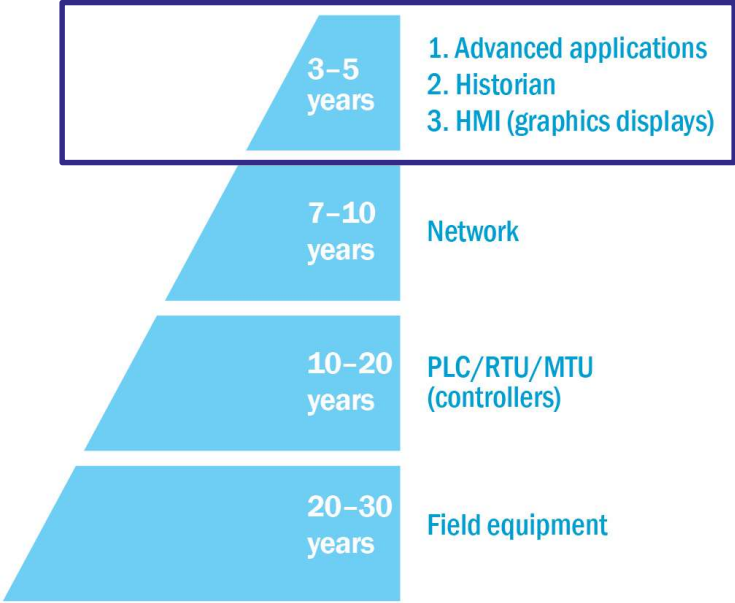 3–5
years
1. Advanced applications
2. Historian
3. HMI (graphics displays)
7–10
years
Network
10–20
years
PLC/RTU/MTU
(controllers)
20–30
years
Field equipment